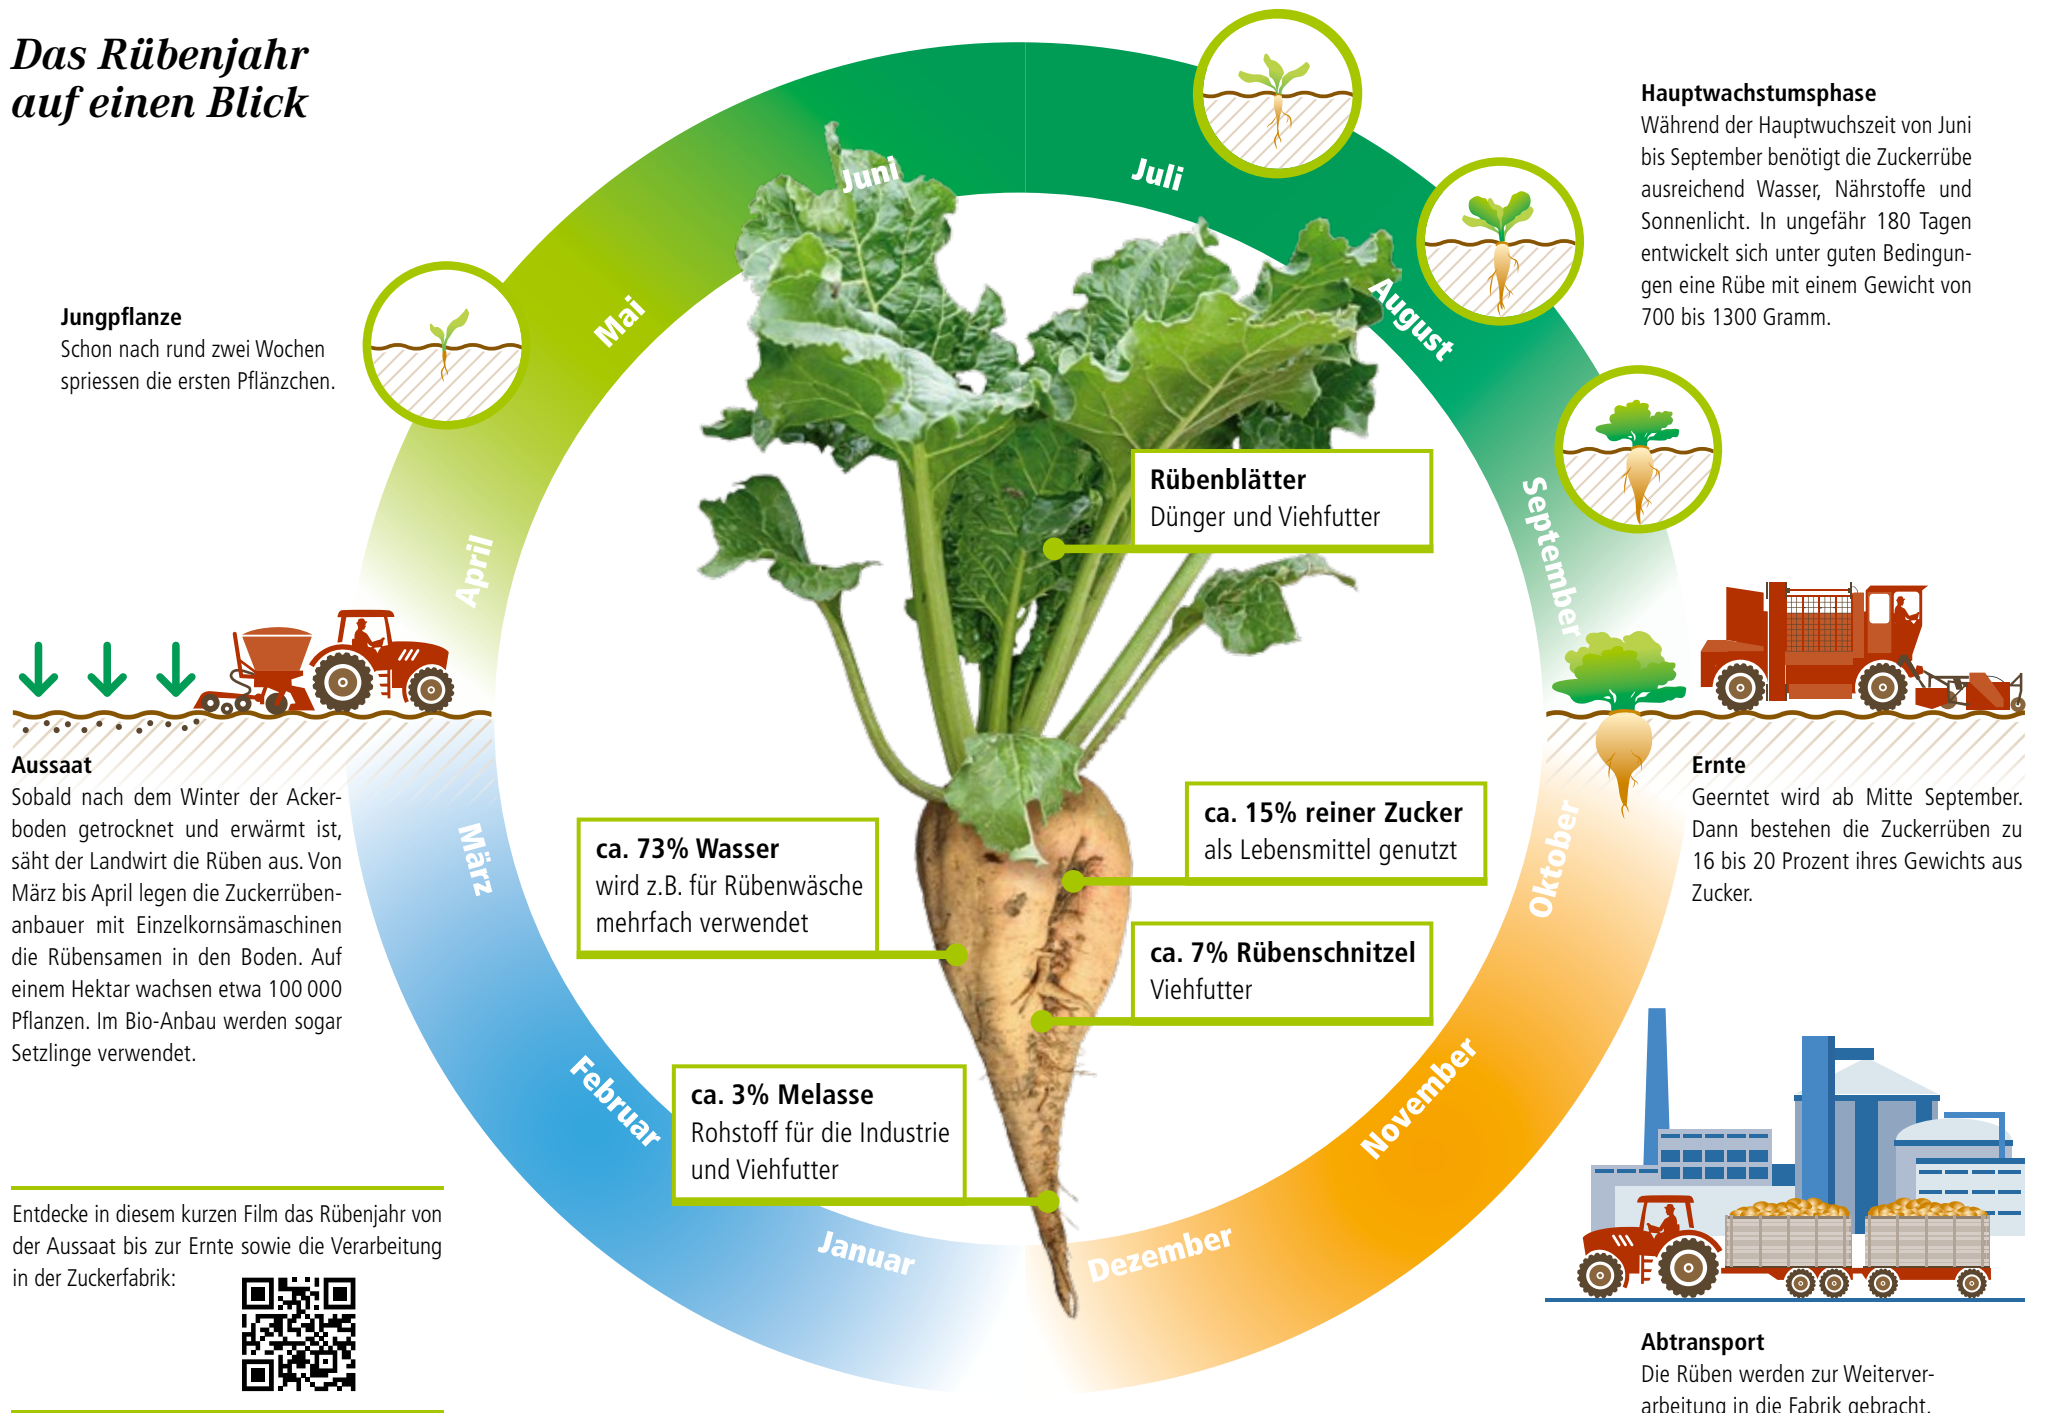 Das Rübenjahr
auf einen Blick
Jungpflanze
Schon nach rund zwei Wochen
spriessen die ersten Pflänzchen.
Aussaat
Sobald nach dem Winter der Acker-
boden getrocknet und erwärmt ist,
säht der Landwirt die Rüben aus. Von
März bis April legen die Zuckerrüben-
anbauer mit Einzelkornsämaschinen
die Rübensamen in den Boden. Auf
einem Hektar wachsen etwa 100 000
Pflanzen. Im Bio-Anbau werden sogar
Setzlinge verwendet.
Entdecke in diesem kurzen Film das Rübenjahr von
der Aussaat bis zur Ernte sowie die Verarbeitung
in der Zuckerfabrik:
Januar
Februar
März
April
Mai
Juni
Juli
August
September
Oktober
November
Dezember
Rübenblätter
Dünger und Viehfutter
ca. 73% Wasser
wird z.B. für Rübenwäsche
mehrfach verwendet
ca. 15% reiner Zucker
als Lebensmittel genutzt
ca. 7% Rübenschnitzel
Viehfutter
ca. 3% Melasse
Rohstoff für die Industrie
und Viehfutter
Hauptwachstumsphase
Während der Hauptwuchszeit von Juni
bis September benötigt die Zuckerrübe
ausreichend Wasser, Nährstoffe und
Sonnenlicht. In ungefähr 180 Tagen
entwickelt sich unter guten Bedingun-
gen eine Rübe mit einem Gewicht von
700 bis 1300 Gramm.
Ernte
Geerntet wird ab Mitte September.
Dann bestehen die Zuckerrüben zu
16 bis 20 Prozent ihres Gewichts aus
Zucker.
Abtransport
Die Rüben werden zur Weiterver-
arbeitung in die Fabrik gebracht.